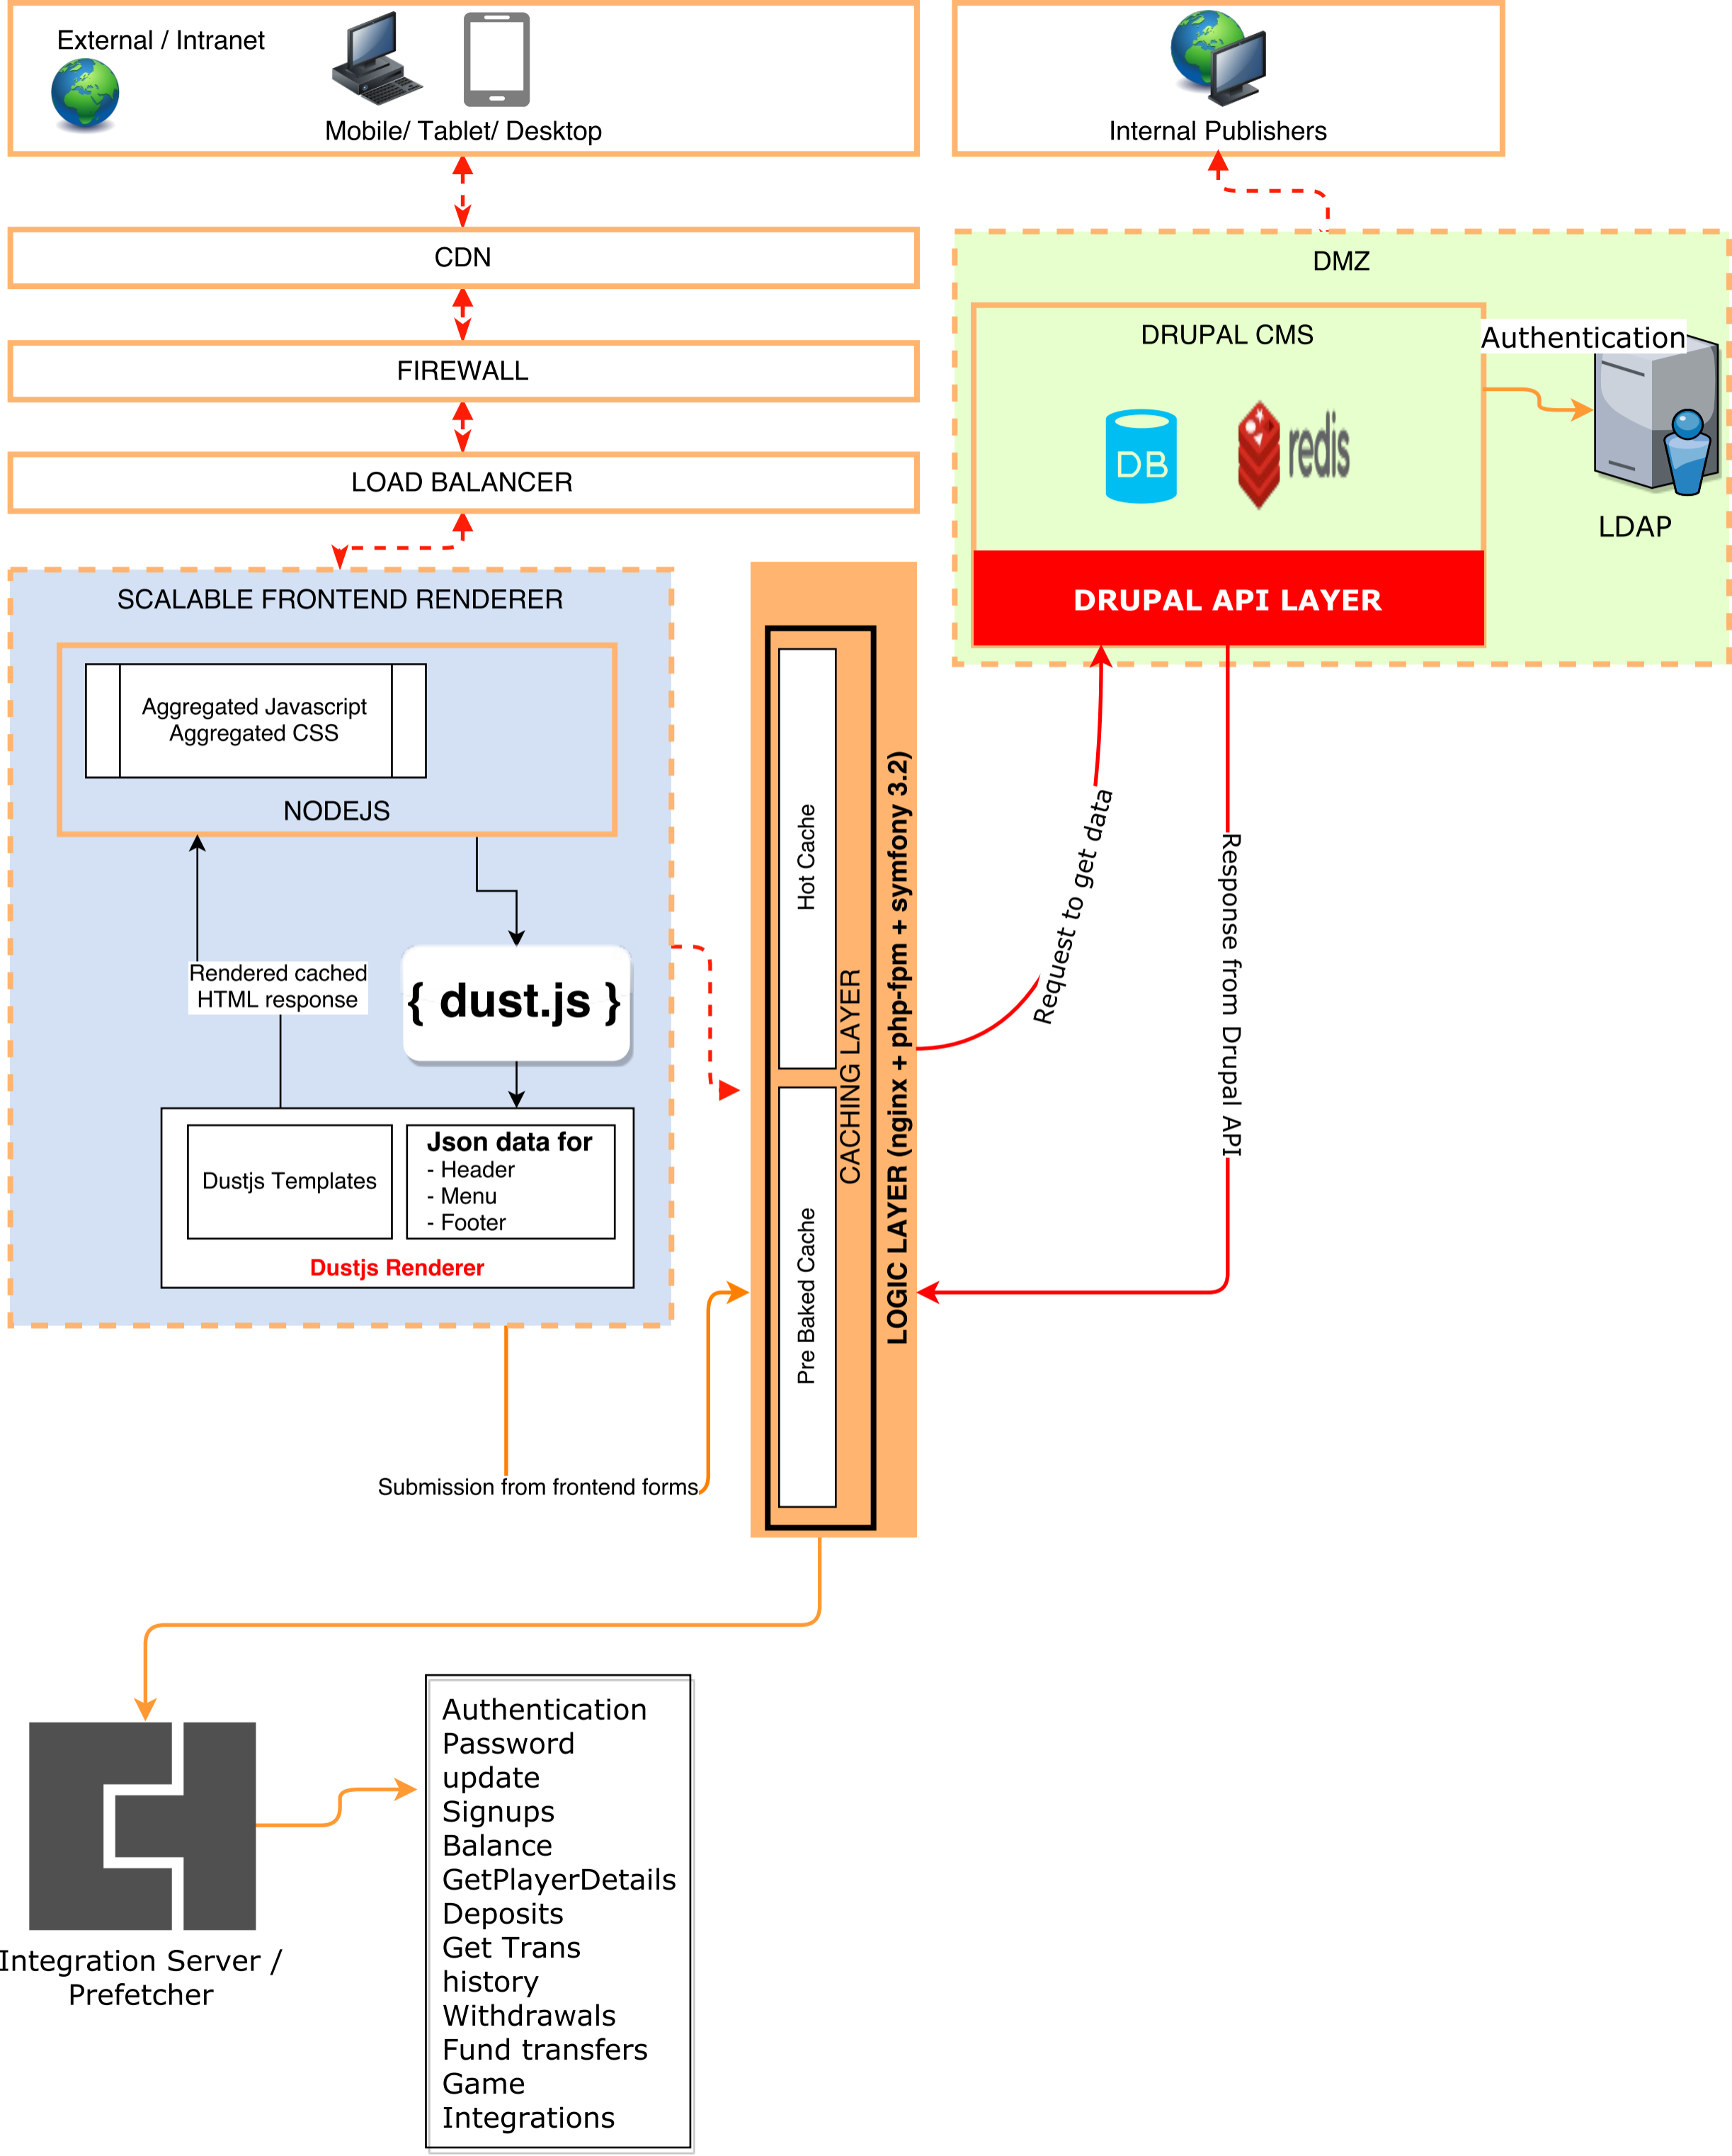 External / Intranet
Mobile/ Tablet/ Desktop
Internal Publishers
CDN
FIREWALL
LOAD BALANCER
DMZ
DRUPAL CMS
Authentication
DB
redis
LDAP
DRUPAL API LAYER
SCALABLE FRONTEND RENDERER
Aggregated Javascript
Aggregated CSS
NODEJS
Rendered cached
HTML response
{ dust.js }
Dustjs Templates
Json data for
- Header
- Menu
- Footer
Dustjs Renderer
Hot Cache
Pre Baked Cache
CACHING LAYER
LOGIC LAYER (nginx + php-fpm + symfony 3.2)
Request to get data
Response from Drupal API
Submission from frontend forms
Integration Server /
Prefetcher
Authentication
Password
update
Signups
Balance
GetPlayerDetails
Deposits
Get Trans
history
Withdrawals
Fund transfers
Game
Integrations